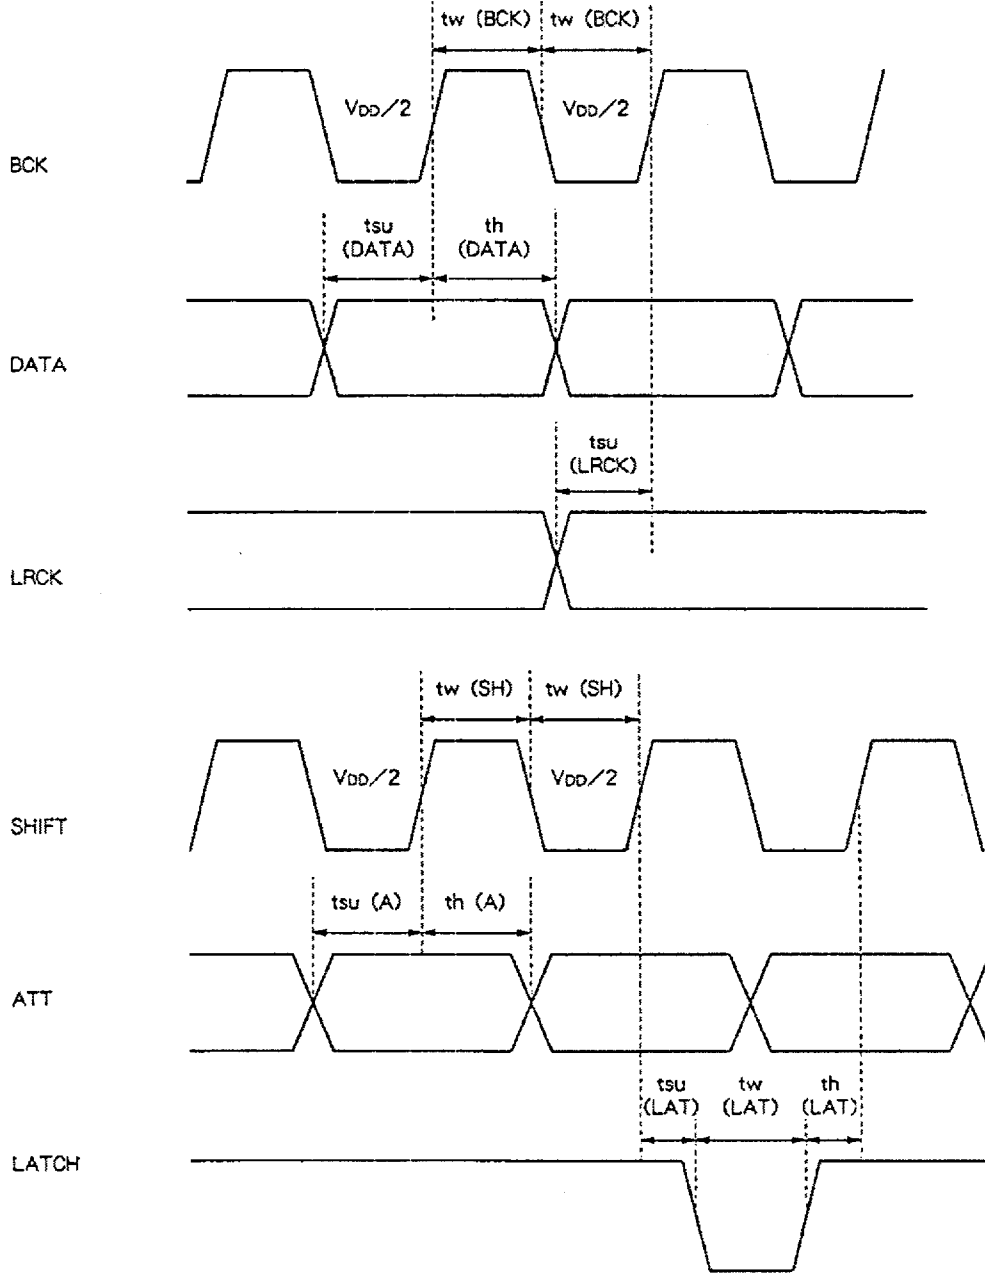 tw (BCK) tw (BCK)
VDD/2 VDD/2
BCK
tsu th
(DATA) (DATA)
DATA
tsu
(LRCK)
LRCK
tw (SH) tw (SH)
VDD/2 VDD/2
SHIFT
tsu (A) th (A)
ATT
tsu tw th
(LAT) (LAT) (LAT)
LATCH